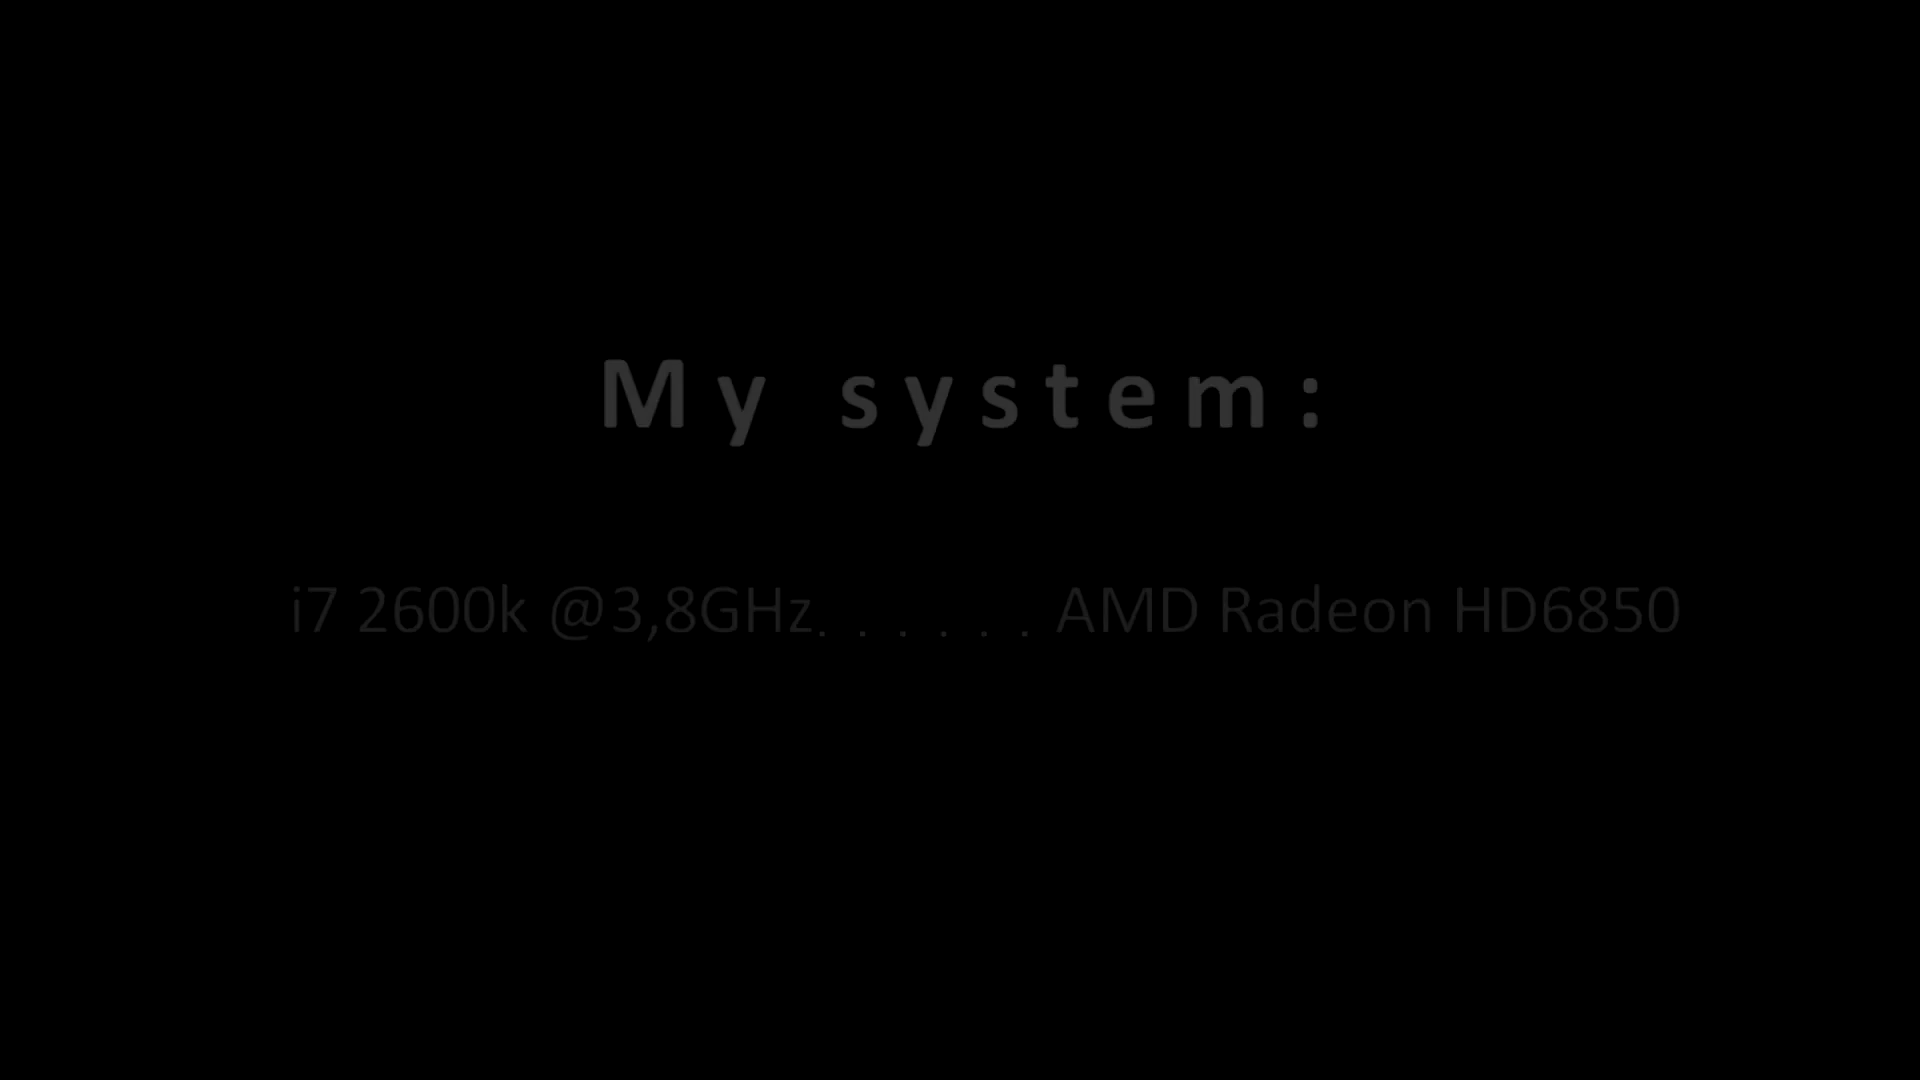 My system:
i7 2600k @3,8GHz. . . . . . AMD Radeon HD6850